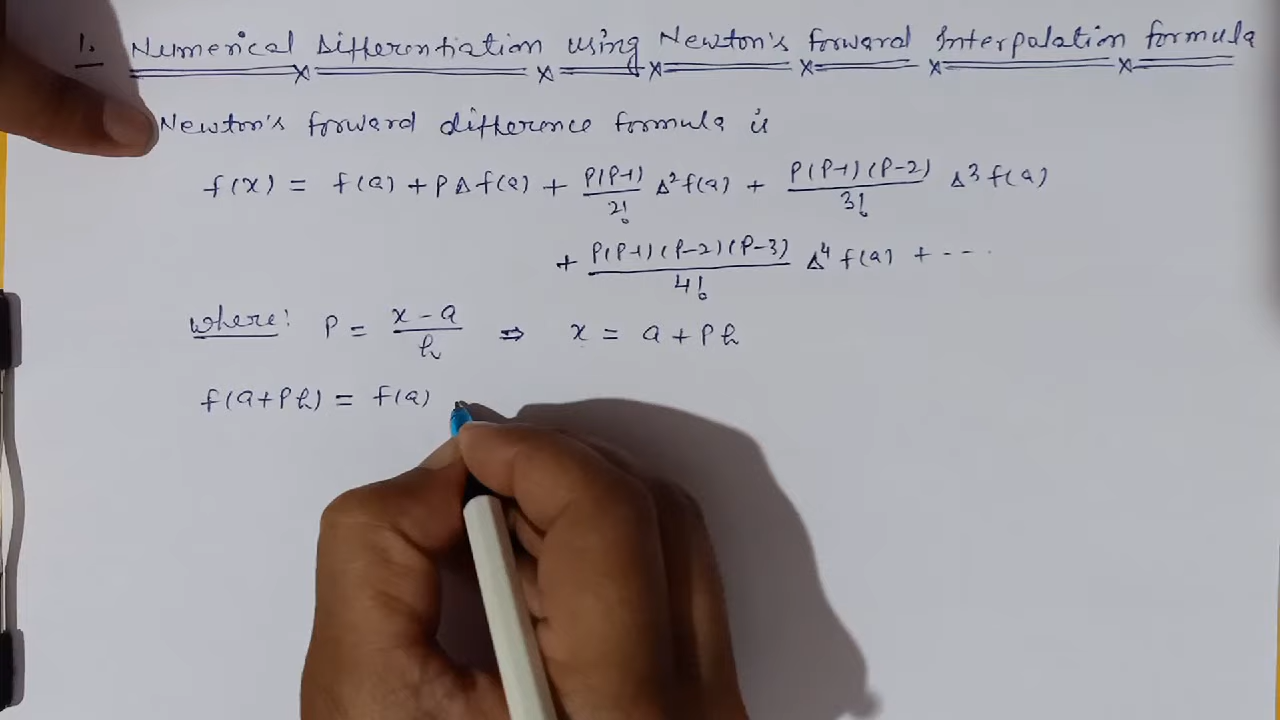 1. Numerical Differentiation using Newton's forward Interpolation formula
Newton's forward difference formula is
f(x) = f(a) + PΔf(a) + P(P-1)/2! Δ²f(a) + P(P-1)(P-2)/3! Δ³f(a)
+ P(P-1)(P-2)(P-3)/4! Δ⁴f(a) + ---
where: P = x-a/h ⇒ x = a + Ph
f(a+Ph) = f(a)